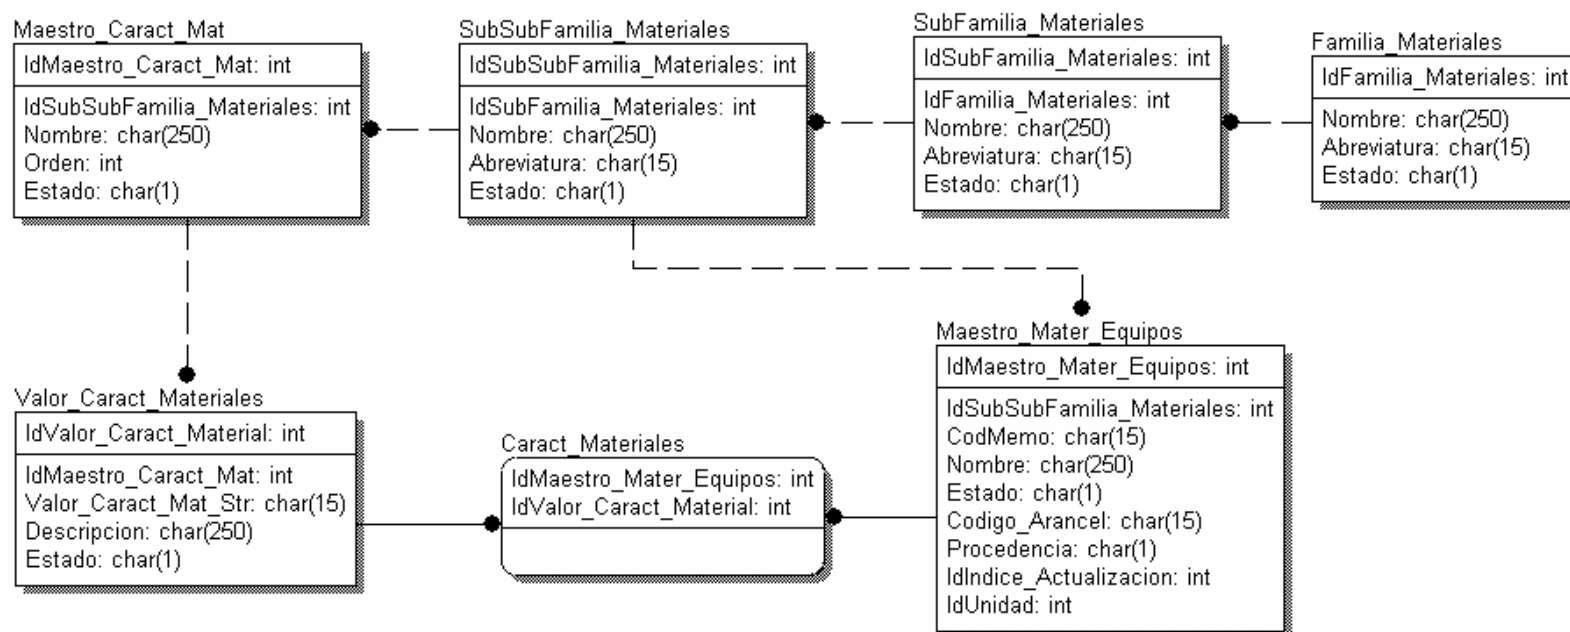 Maestro_Caract_Mat
IdMaestro_Caract_Mat: int
IdSubSubFamilia_Materiales: int
Nombre: char(250)
Orden: int
Estado: char(1)
SubSubFamilia_Materiales
IdSubSubFamilia_Materiales: int
IdSubFamilia_Materiales: int
Nombre: char(250)
Abreviatura: char(15)
Estado: char(1)
SubFamilia_Materiales
IdSubFamilia_Materiales: int
IdFamilia_Materiales: int
Nombre: char(250)
Abreviatura: char(15)
Estado: char(1)
Familia_Materiales
IdFamilia_Materiales: int
Nombre: char(250)
Abreviatura: char(15)
Estado: char(1)
Valor_Caract_Materiales
IdValor_Caract_Material: int
IdMaestro_Caract_Mat: int
Valor_Caract_Mat_Str: char(15)
Descripcion: char(250)
Estado: char(1)
Caract_Materiales
IdMaestro_Mater_Equipos: int
IdValor_Caract_Material: int
Maestro_Mater_Equipos
IdMaestro_Mater_Equipos: int
IdSubSubFamilia_Materiales: int
CodMemo: char(15)
Nombre: char(250)
Estado: char(1)
Codigo_Arancel: char(15)
Procedencia: char(1)
IdIndice_Actualizacion: int
IdUnidad: int